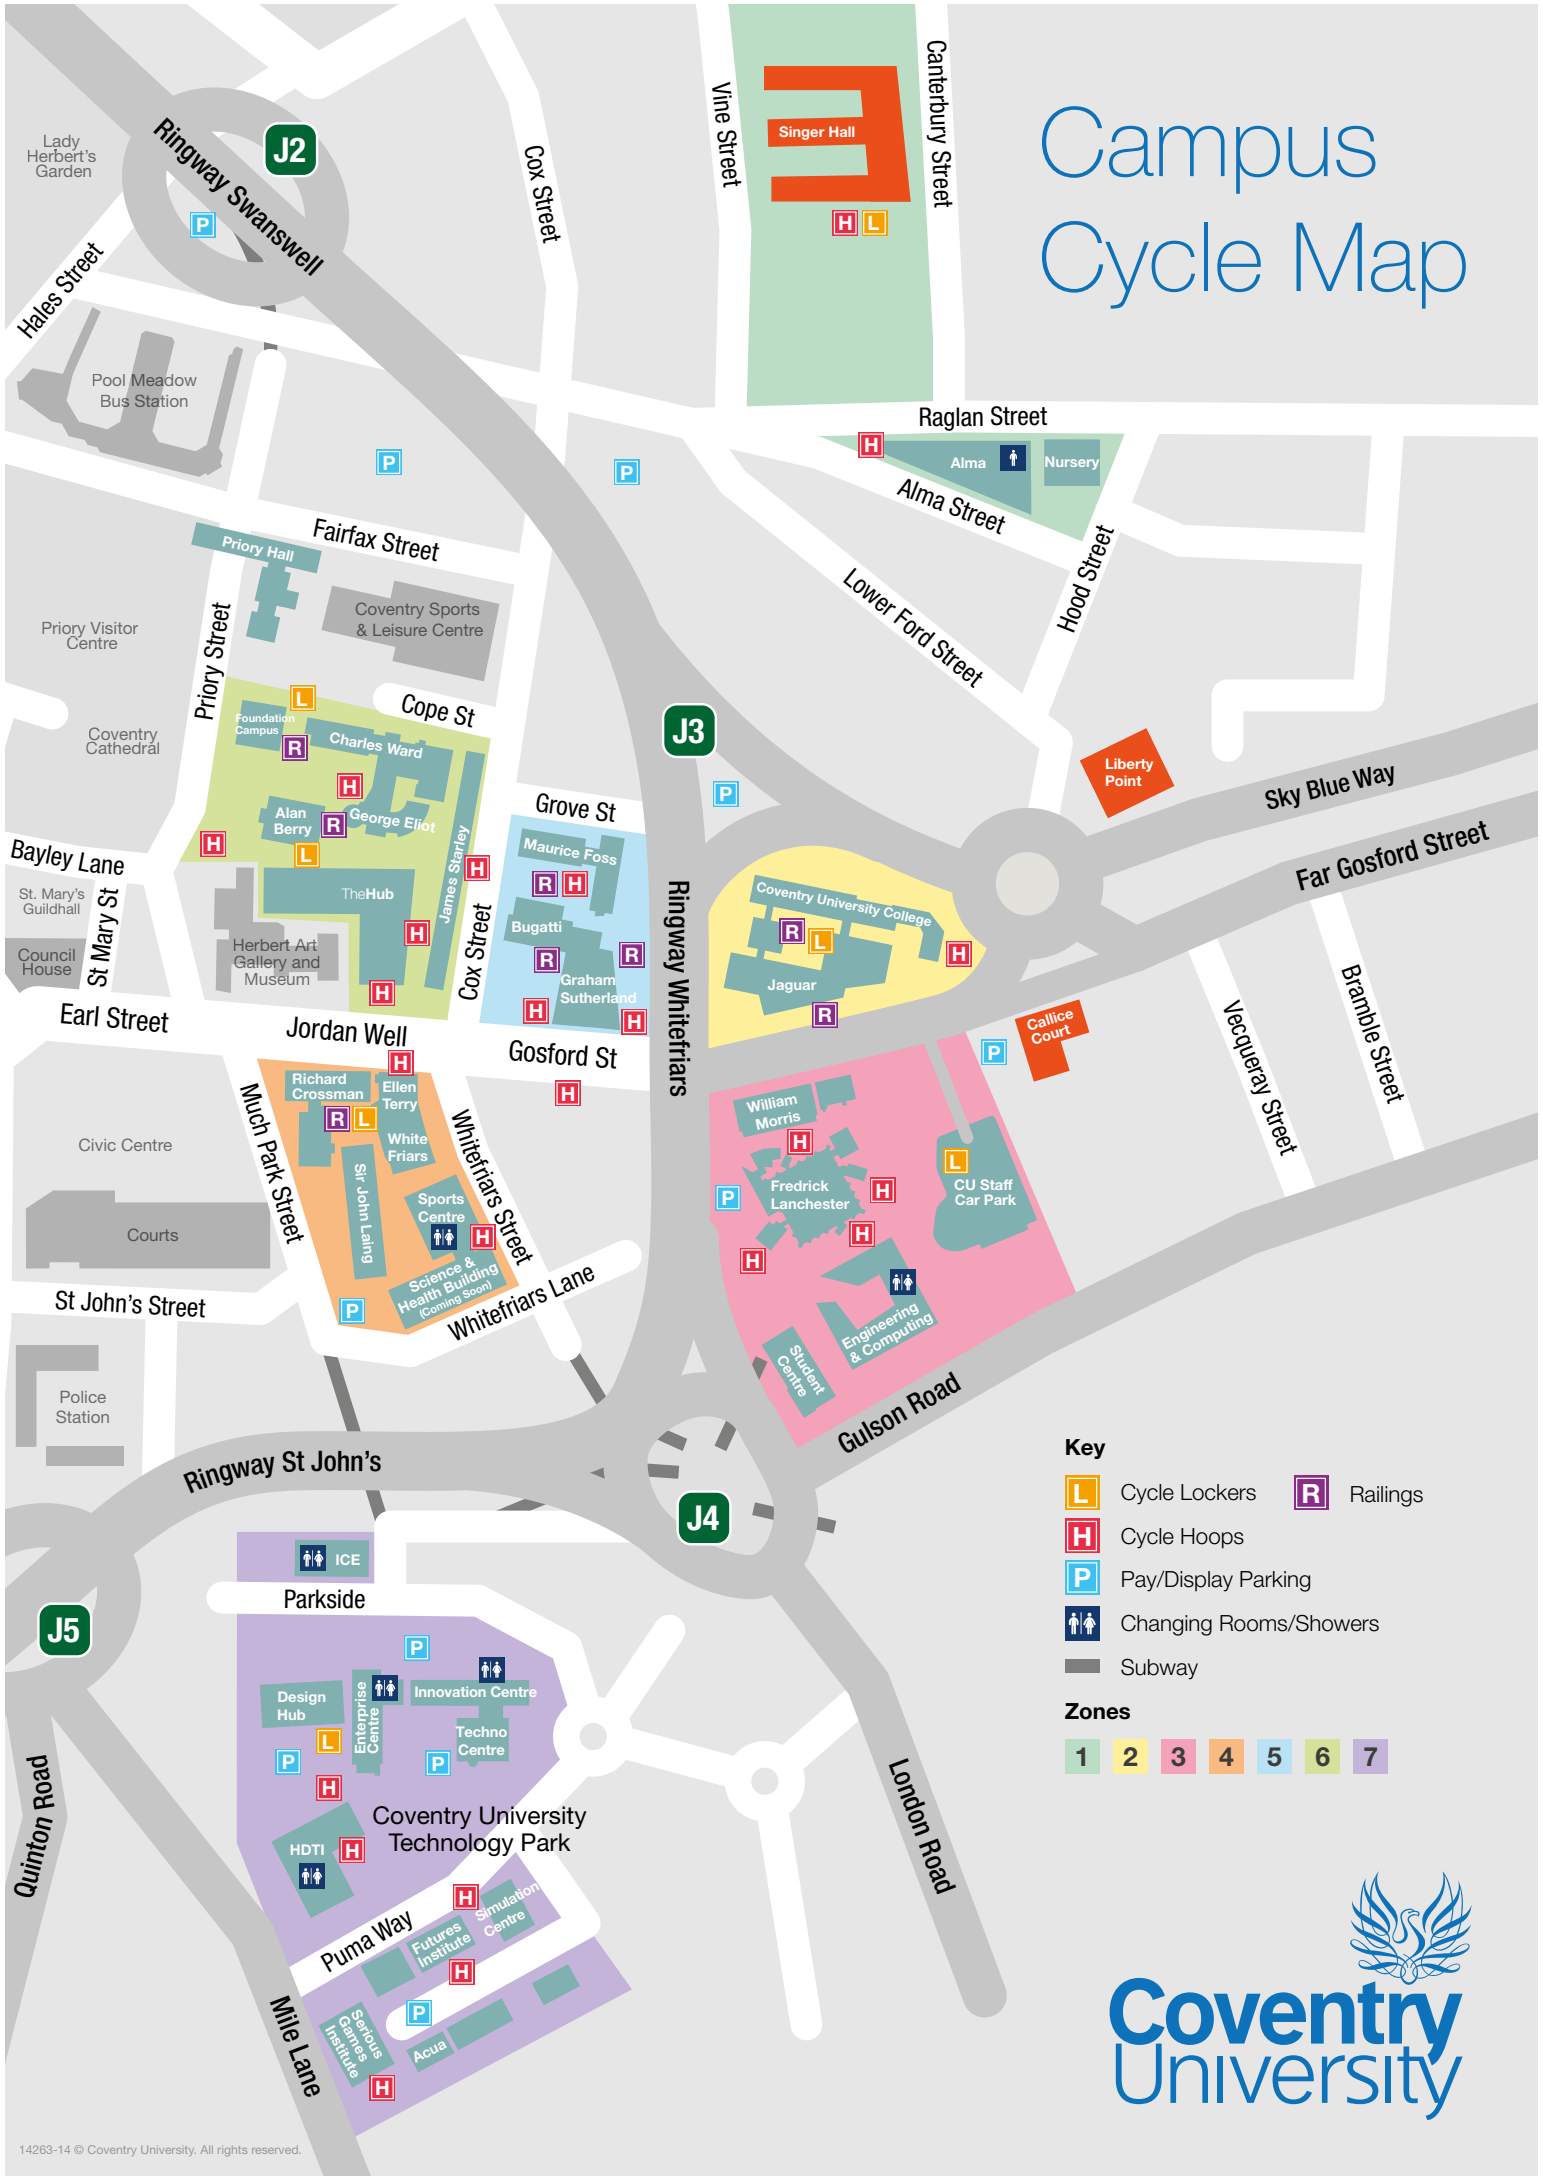 Campus
Cycle Map
Lady
Herbert's
Garden
Ringway Swanswell
J2
P
Hales Street
Cox Street
Vine Street
Canterbury Street
Singer Hall
H
L
Pool Meadow
Bus Station
P
P
Raglan Street
H
Alma
Nursery
Alma Street
Fairfax Street
Priory Hall
Hood Street
Lower Ford Street
Coventry Sports
& Leisure Centre
Priory Visitor
Centre
Priory Street
Cope St
Coventry
Cathedral
L
Foundation
Campus
R
Charles Ward
H
J3
P
Liberty
Point
Sky Blue Way
Far Gosford Street
Grove St
Alan
Berry
R
George Eliot
L
H
James Starley
H
Bayley Lane
St. Mary's
Guildhall
St Mary St
Council
House
TheHub
H
H
Herbert Art
Gallery and
Museum
Cox Street
Maurice Foss
R
H
Bugatti
R
R
Graham
Sutherland
H
H
Ringway Whitefriars
Coventry University College
R
L
H
Jaguar
R
Callice
Court
P
Vecqueray Street
Bramble Street
Earl Street
Jordan Well
Gosford St
H
H
Richard
Crossman
Ellen
Terry
R
L
White
Friars
Much Park Street
Sir John Laing
Whitefriars Street
Sports
Centre
H
Science &
Health Building
(Coming Soon)
P
Whitefriars Lane
Civic Centre
Courts
St John's Street
Police
Station
William
Morris
H
Fredrick
Lanchester
H
H
H
P
L
CU Staff
Car Park
Engineering
& Computing
Student
Centre
Gulson Road
Ringway St John's
J4
J5
ICE
Parkside
P
Design
Hub
Enterprise
Centre
Innovation Centre
Techno
Centre
L
P
P
H
Coventry University
Technology Park
HDTI
H
Quinton Road
London Road
Puma Way
H
Simulation
Centre
Futures
Institute
H
P
Serious
Games
Institute
Acua
H
Mile Lane
Key
L Cycle Lockers
R Railings
H Cycle Hoops
P Pay/Display Parking
Changing Rooms/Showers
Subway
Zones
1 2 3 4 5 6 7
Coventry
University
14263-14 © Coventry University. All rights reserved.